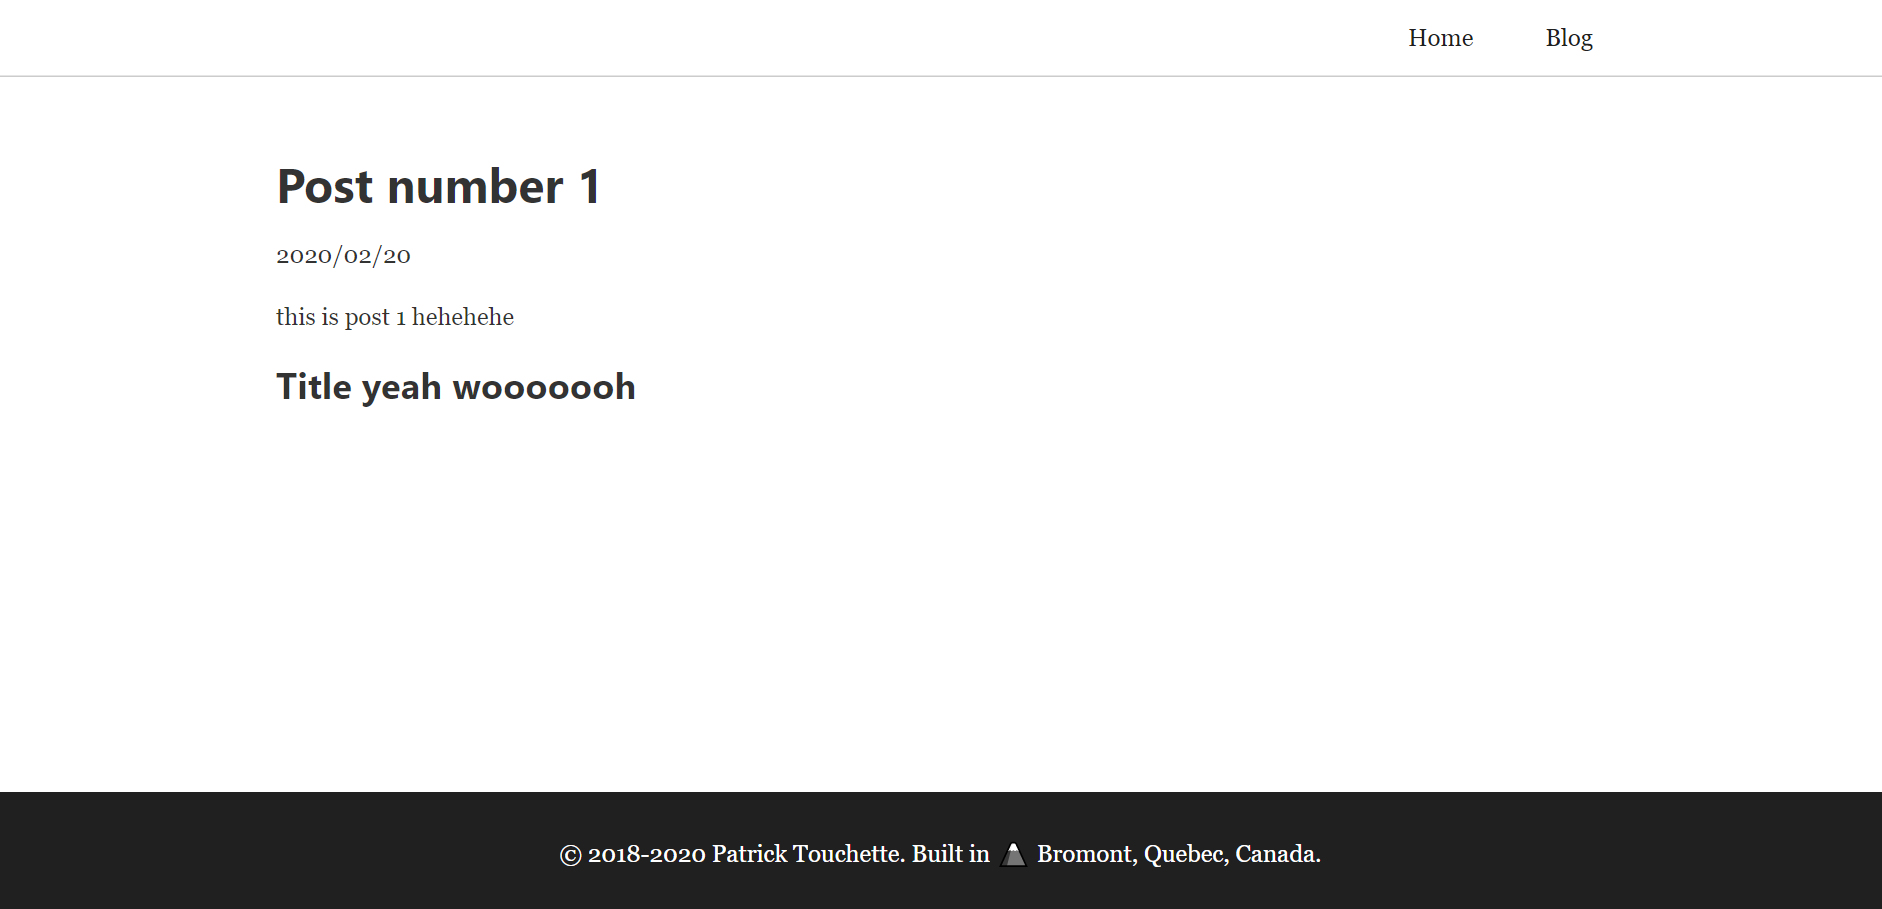 Home Blog
Post number 1
2020/02/20
this is post 1 hehehehe
Title yeah wooooooh
© 2018-2020 Patrick Touchette. Built in 🗻 Bromont, Quebec, Canada.